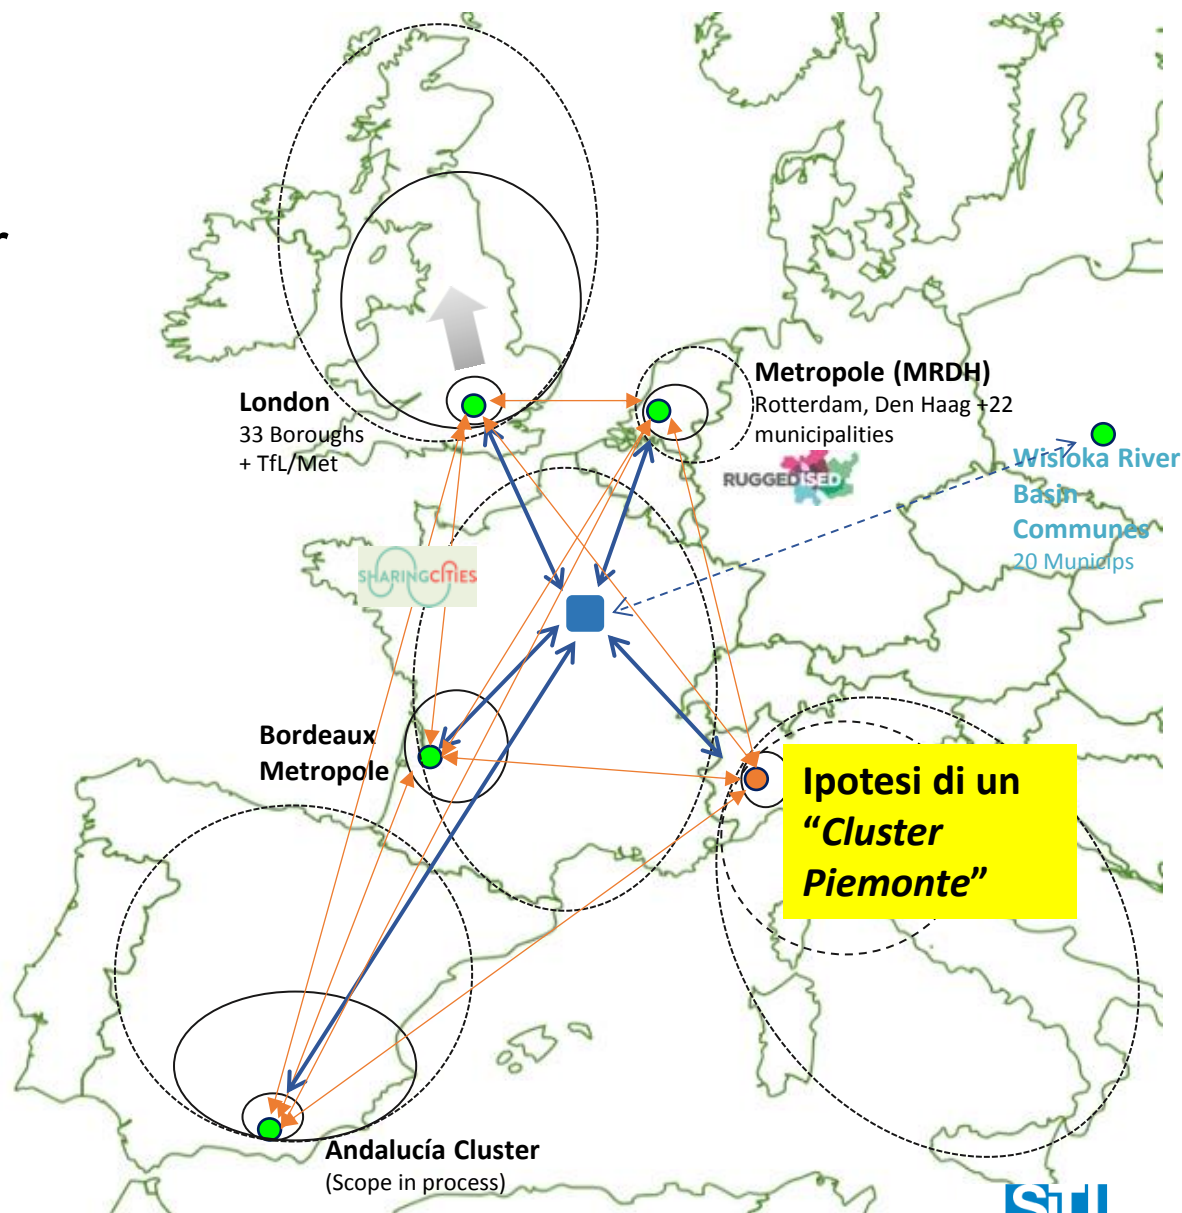 London
33 Boroughs
+ TfL/Met
Metropole (MRDH)
Rotterdam, Den Haag +22
municipalities
RUGGEDISED
Wisloka River
Basin
Communes
20 Municips
SHARINGCITIES
Bordeaux
Metropole
Ipotesi di un
“Cluster
Piemonte”
Andalucía Cluster
(Scope in process)